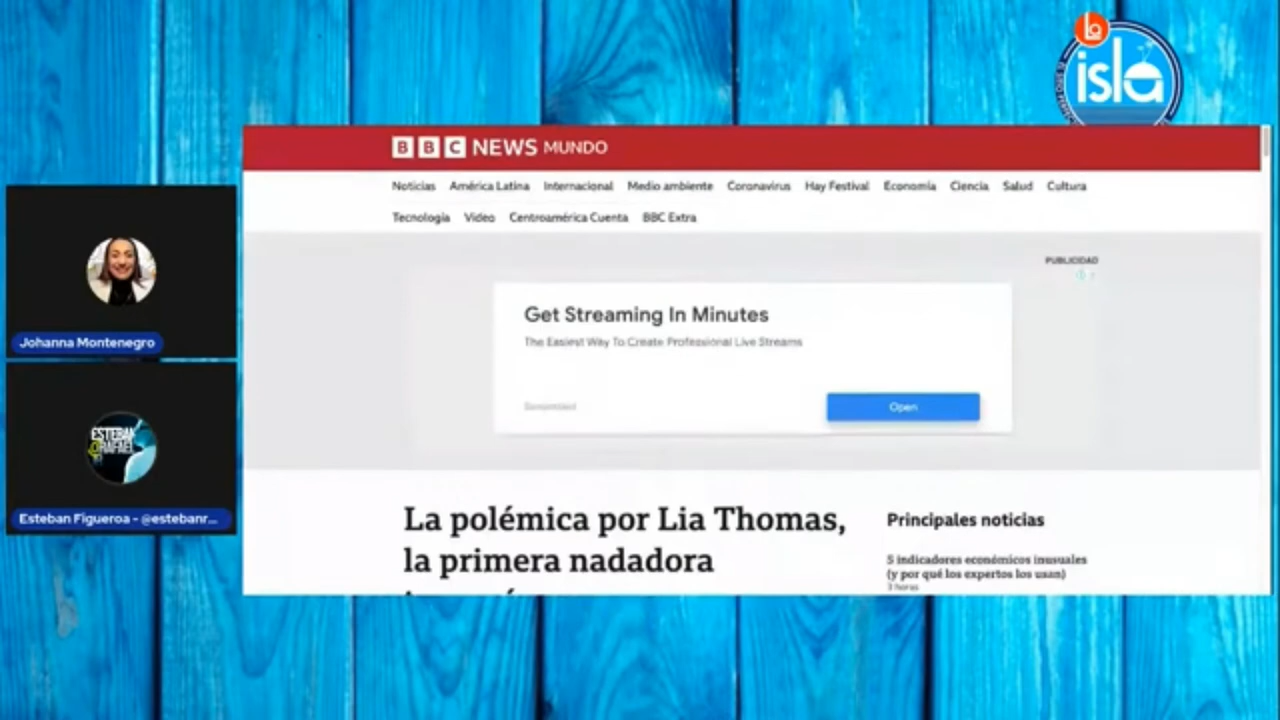 lo
isla
BBC NEWS MUNDO
Noticias América Latina Internacional Medio ambiente Coronavirus Hay Festival Economía Ciencia Salud Cultura
Tecnología Video Centroamérica Cuenta BBC Extra
PUBLICIDAD
Get Streaming In Minutes
The Easiest Way To Create Professional Live Streams
Open
Johanna Montenegro
ESTEBAN
@RAFAEL
Esteban Figueroa - @estebanr...
La polémica por Lia Thomas,
la primera nadadora
Principales noticias
5 indicadores económicos inusuales
(y por qué los expertos los usan)
3 horas